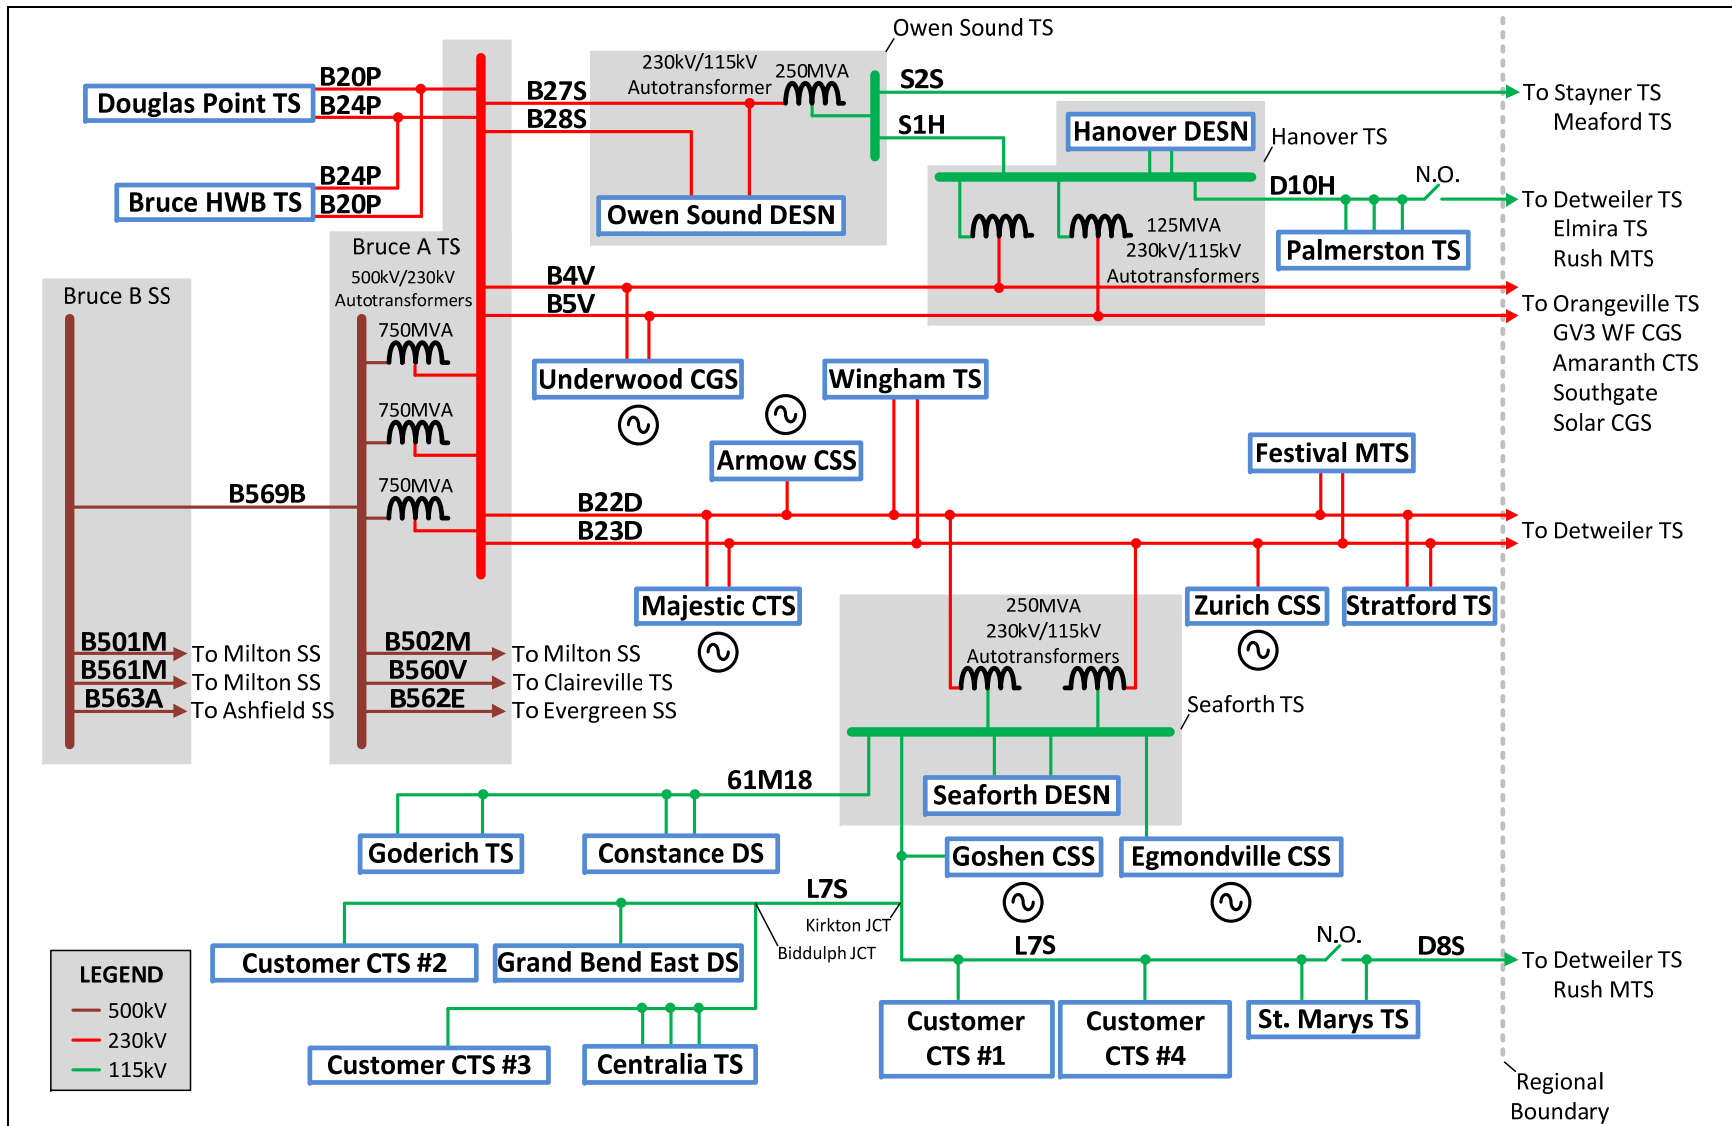 Owen Sound TS
230kV/115kV
Autotransformer
250MVA
B20P
B24P
Douglas Point TS
B27S
B28S
S2S
S1H
To Stayner TS
Meaford TS
Hanover DESN
Hanover TS
B24P
B20P
Bruce HWB TS
Owen Sound DESN
D10H
N.O.
To Detweiler TS
Elmira TS
Rush MTS
Palmerston TS
125MVA
230kV/115kV
Autotransformers
Bruce A TS
500kV/230kV
Autotransformers
750MVA
750MVA
750MVA
Bruce B SS
B4V
B5V
To Orangeville TS
GV3 WF CGS
Amaranth CTS
Southgate
Solar CGS
Underwood CGS
Wingham TS
Armow CSS
Festival MTS
B569B
B22D
B23D
To Detweiler TS
Majestic CTS
Zurich CSS
Stratford TS
250MVA
230kV/115kV
Autotransformers
B501M
To Milton SS
B561M
To Milton SS
B563A
To Ashfield SS
B502M
To Milton SS
B560V
To Claireville TS
B562E
To Evergreen SS
Seaforth TS
61M18
Seaforth DESN
Goderich TS
Constance DS
Goshen CSS
Egmondville CSS
L7S
Kirkton JCT
Biddulph JCT
Customer CTS #2
Grand Bend East DS
L7S
N.O.
D8S
To Detweiler TS
Rush MTS
Customer
CTS #1
Customer
CTS #4
St. Marys TS
Customer CTS #3
Centralia TS
LEGEND
500kV
230kV
115kV
Regional
Boundary